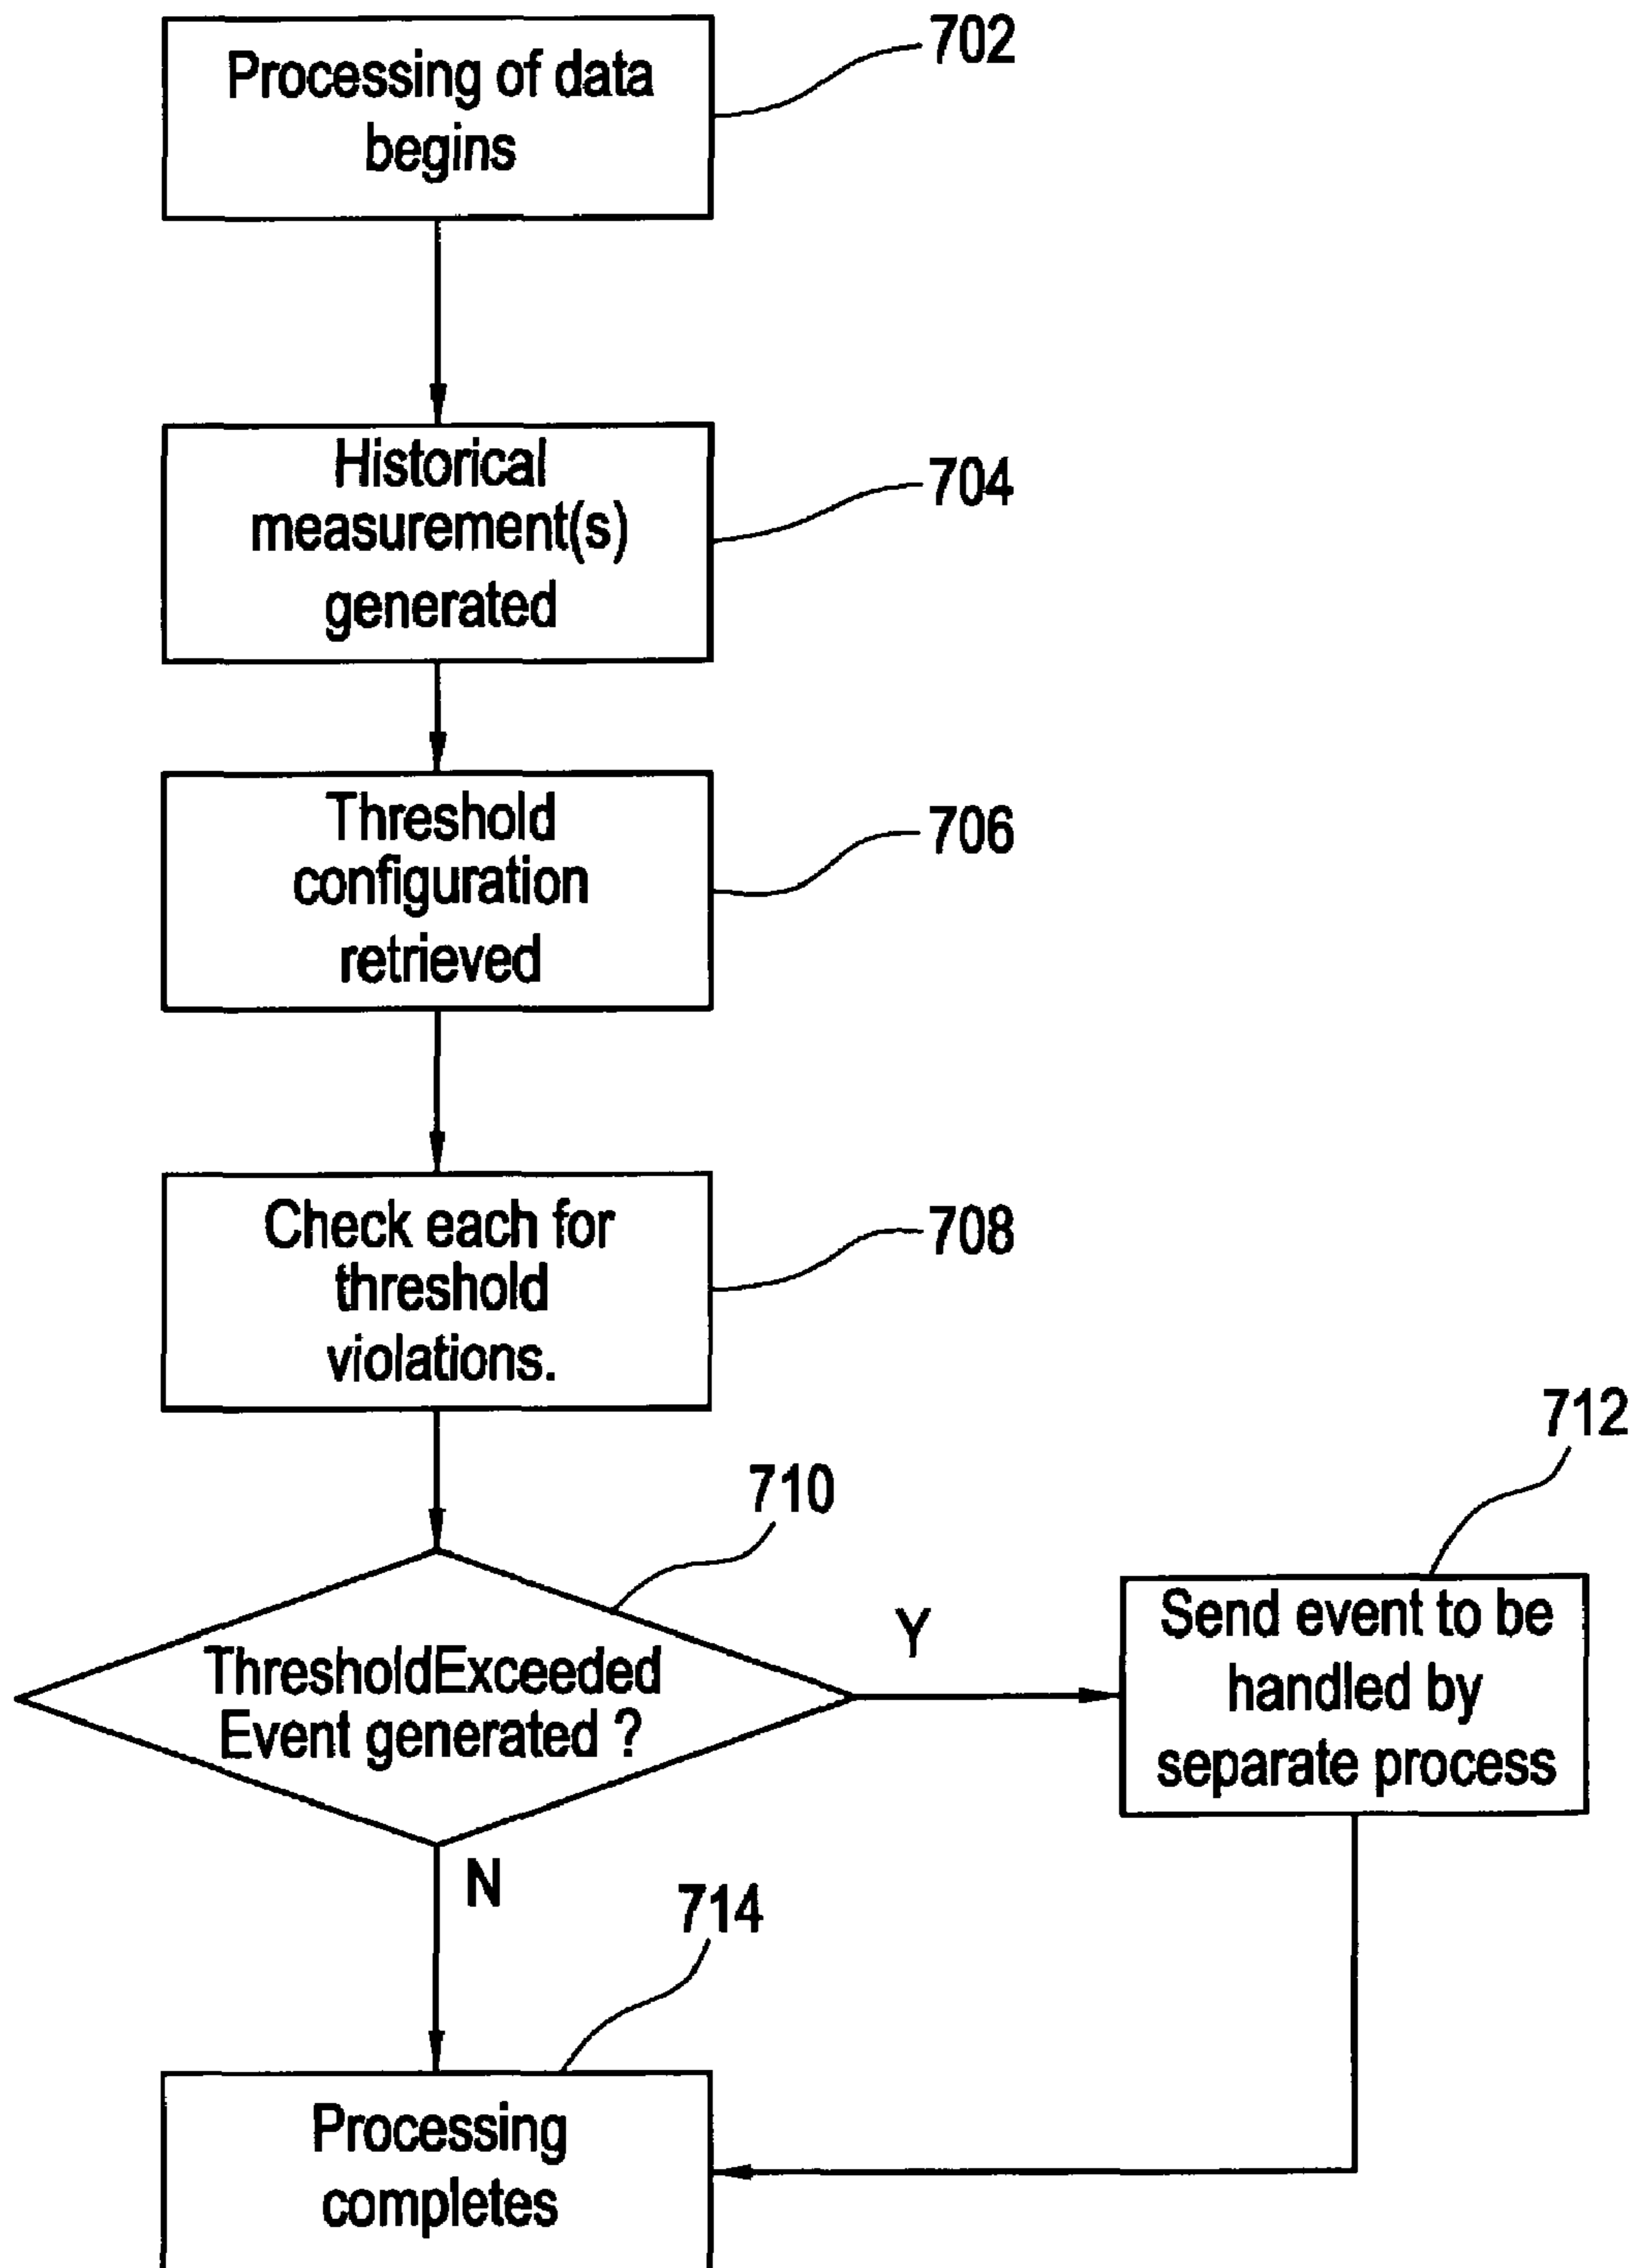 702
Processing of data
begins
Historical
measurement(s)
generated
704
Threshold
configuration
retrieved
706
Check each for
threshold
violations.
708
710
ThresholdExceeded
Event generated ?
Y
N
712
Send event to be
handled by
separate process
714
Processing
completes